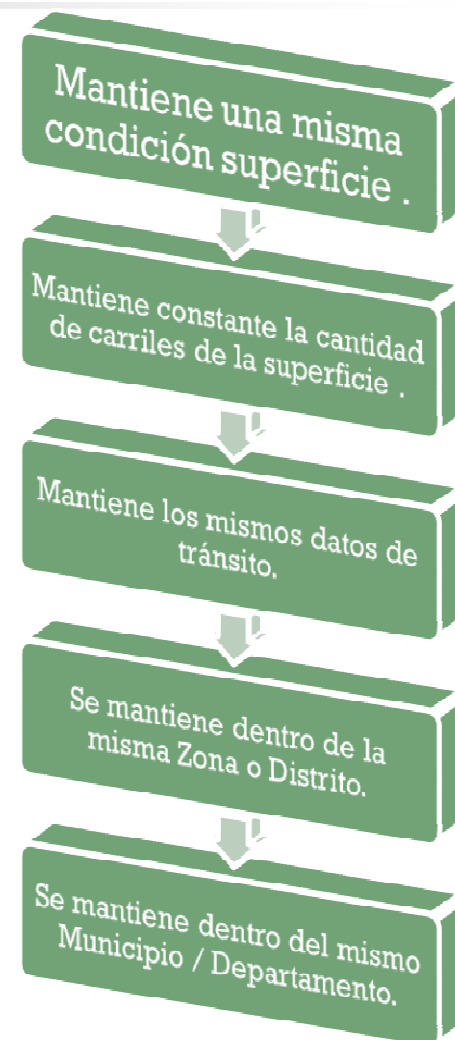 Mantiene una misma
condición superficie .
Mantiene constante la cantidad
de carriles de la superficie .
Mantiene los mismos datos de
tránsito.
Se mantiene dentro de la
misma Zona o Distrito.
Se mantiene dentro del mismo
Municipio / Departamento.